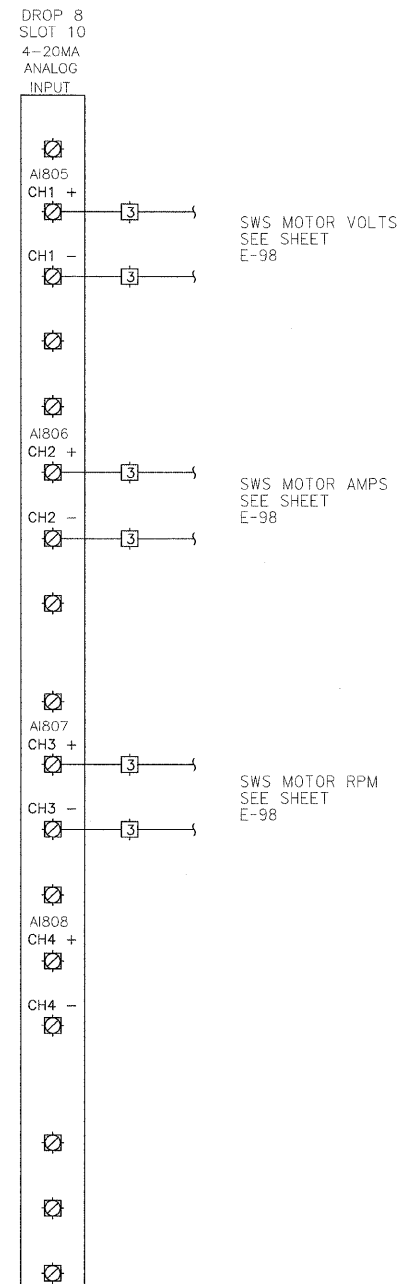 DROP 8
SLOT 10
4-20MA
ANALOG
INPUT
AI805
CH1 +
3
SWS MOTOR VOLTS
SEE SHEET
E-98
CH1 -
3
AI806
CH2 +
3
SWS MOTOR AMPS
SEE SHEET
E-98
CH2 -
3
AI807
CH3 +
3
SWS MOTOR RPM
SEE SHEET
E-98
CH3 -
3
AI808
CH4 +
CH4 -